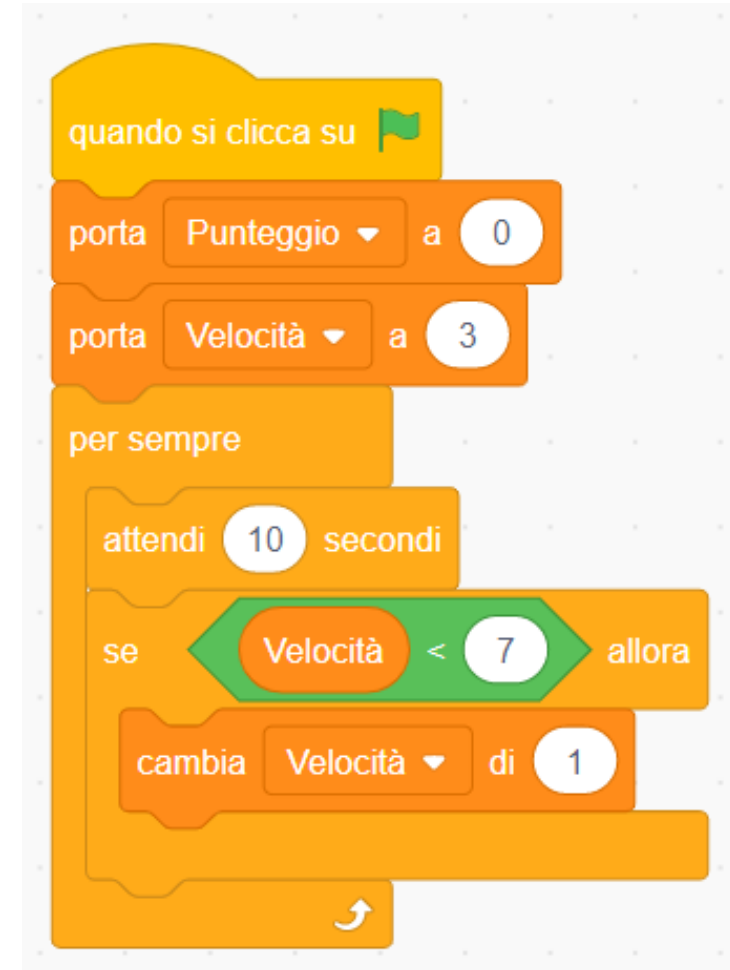 quando si clicca su
porta Punteggio a 0
porta Velocità a 3
per sempre
attendi 10 secondi
se Velocità < 7 allora
cambia Velocità di 1